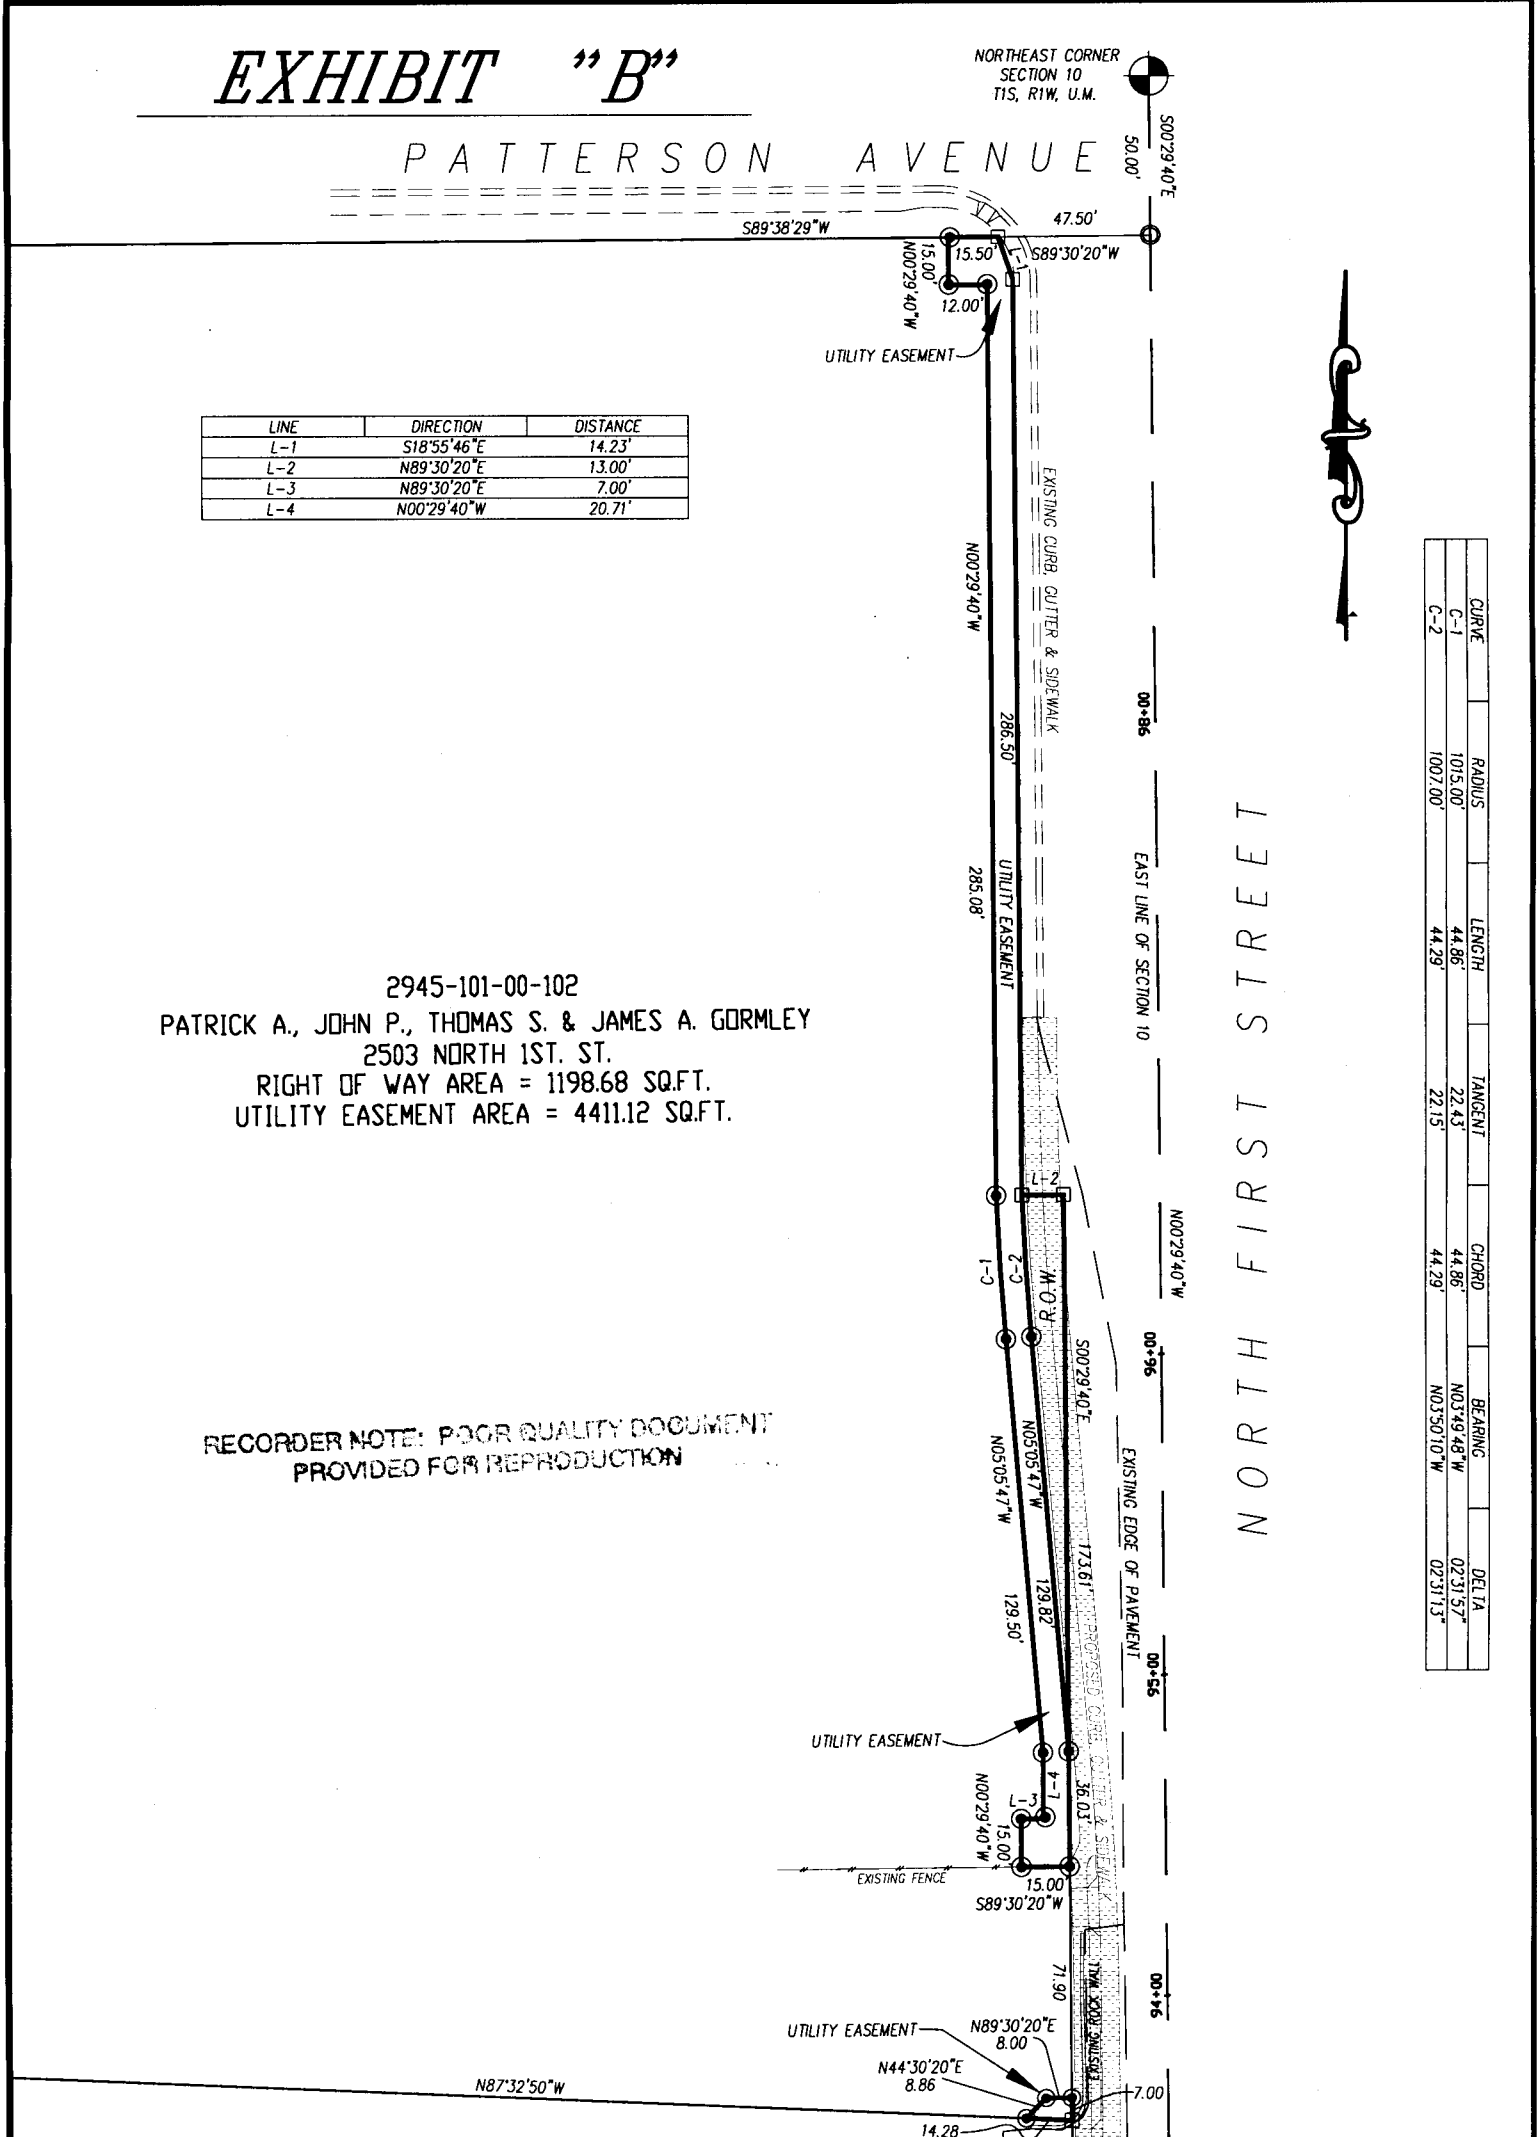 EXHIBIT "B"
NORTHEAST CORNER
SECTION 10
T1S, R1W, U.M.
S00°29'40"E
50.00'
PATTERSON AVENUE
47.50'
S89°38'29"W
S89°30'20"W
15.50'
L-1
15.00'
N00°29'40"W
12.00'
UTILITY EASEMENT
LINE DIRECTION DISTANCE
L-1 S18°55'46"E 14.23'
L-2 N89°30'20"E 13.00'
L-3 N89°30'20"E 7.00'
L-4 N00°29'40"W 20.71'
EXISTING CURB, GUTTER & SIDEWALK
N00°29'40"W
286.50'
285.08'
UTILITY EASEMENT
98+00
EAST LINE OF SECTION 10
NORTH FIRST STREET
CURVE RADIUS LENGTH TANGENT CHORD BEARING DELTA
C-1 1015.00' 44.86' 22.43' 44.86' N03°49'48"W 02°31'57"
C-2 1007.00' 44.29' 22.15' 44.29' N03°50'10"W 02°31'13"
2945-101-00-102
PATRICK A., JOHN P., THOMAS S. & JAMES A. GORMLEY
2503 NORTH 1ST. ST.
RIGHT OF WAY AREA = 1198.68 SQ.FT.
UTILITY EASEMENT AREA = 4411.12 SQ.FT.
L-2
N00°29'40"W
C-1
C-2
R.O.W.
96+00
S00°29'40"E
173.61'
RECORDER NOTE: POOR QUALITY DOCUMENT
PROVIDED FOR REPRODUCTION
N05°05'47"W
N05°05'47"W
129.82'
129.50'
EXISTING EDGE OF PAVEMENT
PROPOSED CURB, GUTTER & SIDEWALK
95+00
UTILITY EASEMENT
L-4
36.03'
L-3
N00°29'40"W
15.00'
EXISTING FENCE
15.00'
S89°30'20"W
71.90
EXISTING ROCK WALL
94+00
UTILITY EASEMENT
N89°30'20"E
8.00
N44°30'20"E
8.86
7.00
N87°32'50"W
14.28